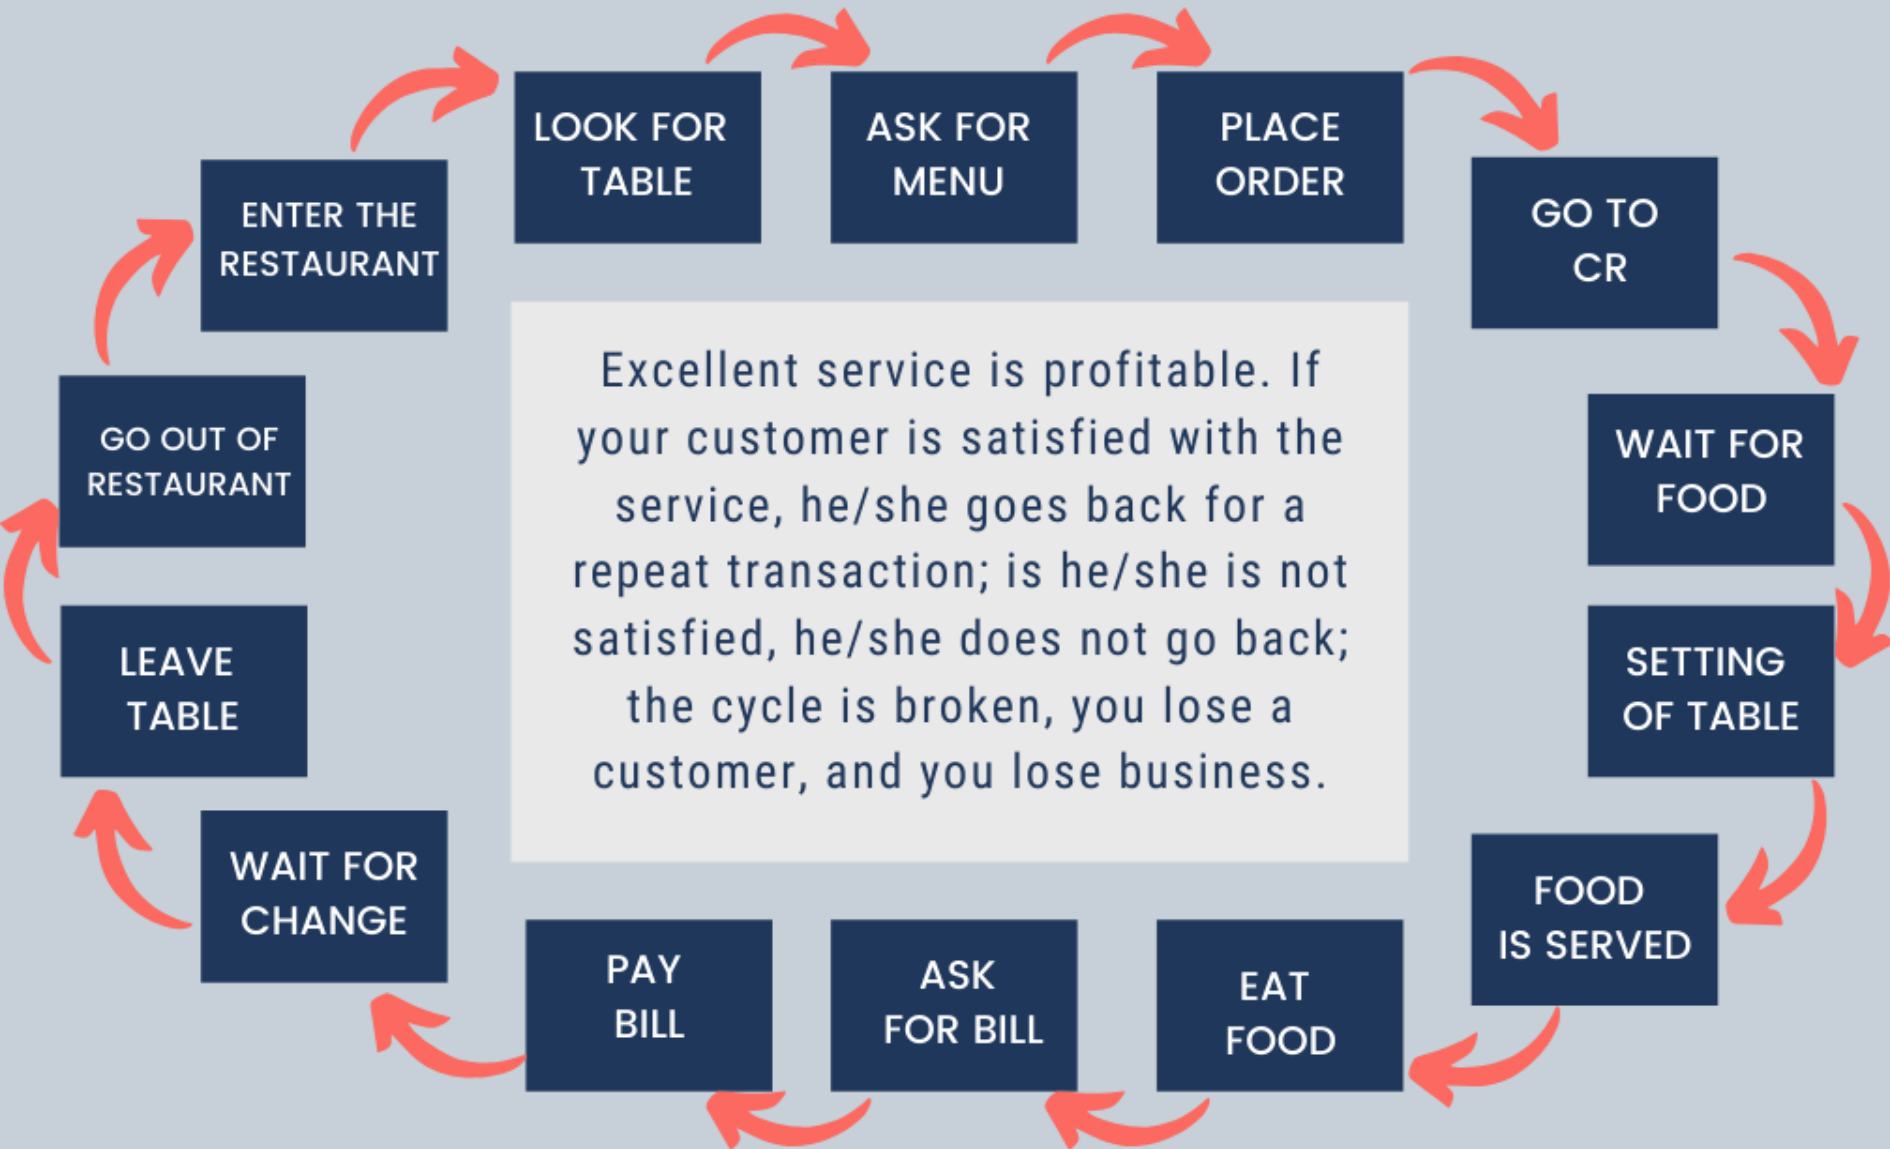 LOOK FOR
TABLE
ASK FOR
MENU
PLACE
ORDER
GO TO
CR
WAIT FOR
FOOD
SETTING
OF TABLE
FOOD
IS SERVED
EAT
FOOD
ASK
FOR BILL
PAY
BILL
WAIT FOR
CHANGE
LEAVE
TABLE
GO OUT OF
RESTAURANT
ENTER THE
RESTAURANT
Excellent service is profitable. If
your customer is satisfied with the
service, he/she goes back for a
repeat transaction; is he/she is not
satisfied, he/she does not go back;
the cycle is broken, you lose a
customer, and you lose business.